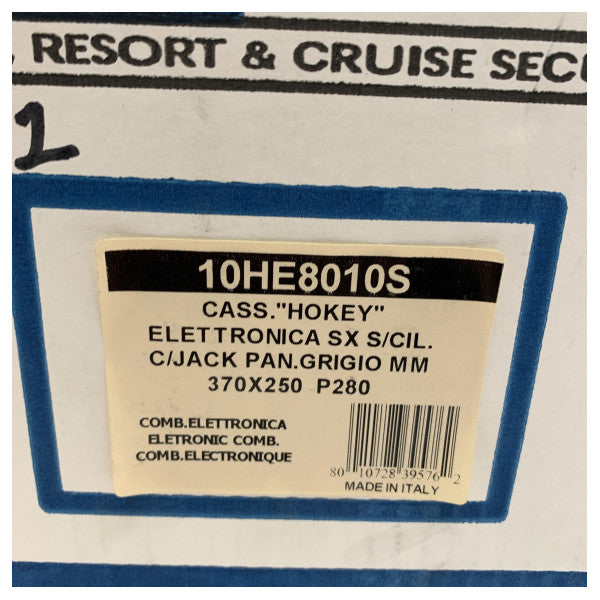 RESORT & CRUISE
1
10HE8010S
CASS."HOKEY"
ELETTRONICA SX S/CIL.
C/JACK PAN.GRIGIO MM
370X250 P280
COMB.ELETTRONICA
ELETRONIC COMB.
COMB.ELECTRONIQUE
80 10728 39576 2
MADE IN ITALY